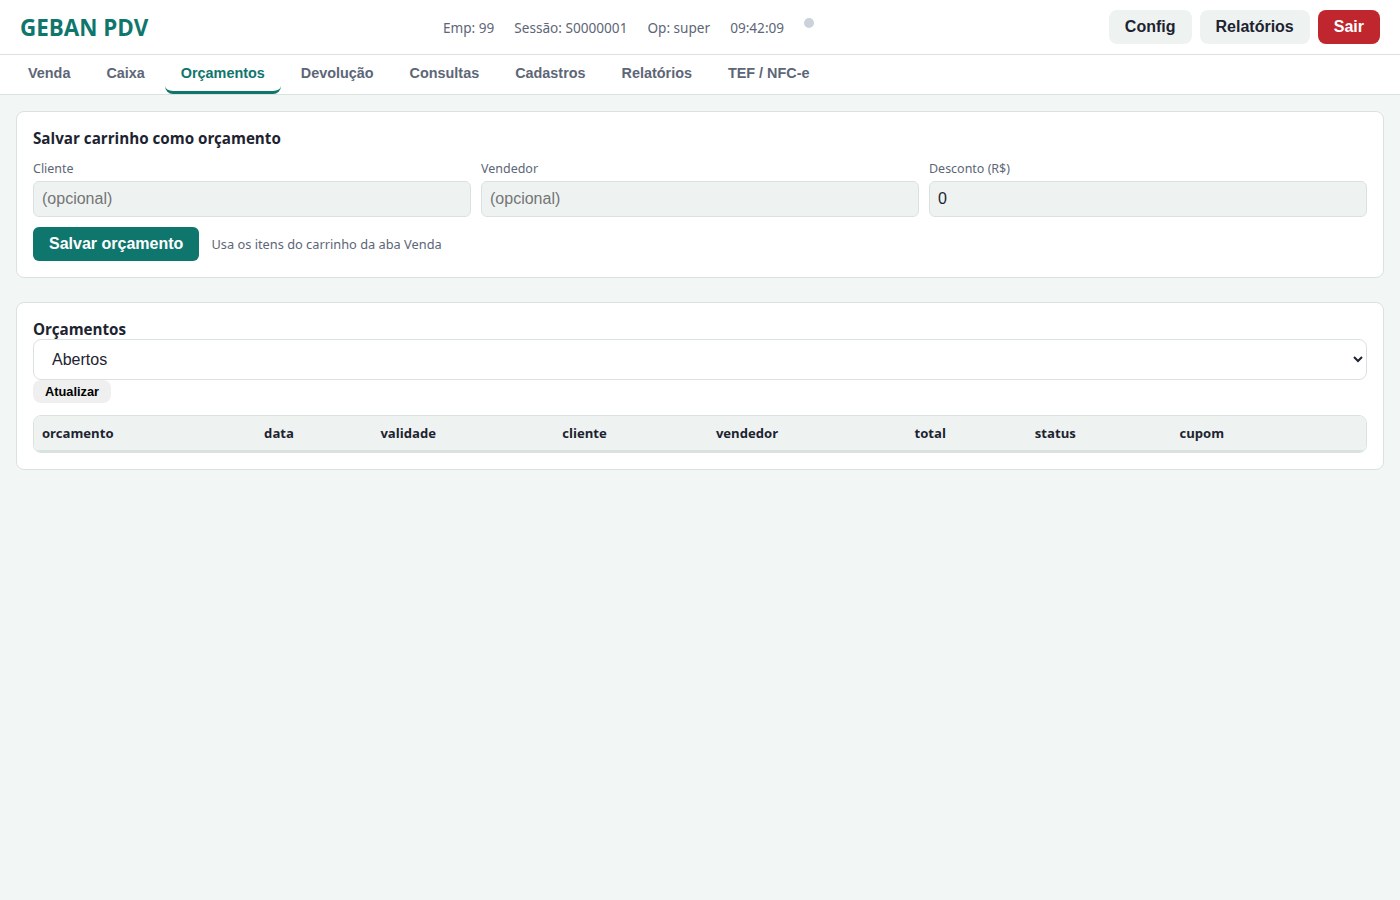 GEBAN PDV
Emp: 99 Sessão: S0000001 Op: super 09:42:09
Config Relatórios Sair
Venda Caixa Orçamentos Devolução Consultas Cadastros Relatórios TEF / NFC-e
Salvar carrinho como orçamento
Cliente Vendedor Desconto (R$)
(opcional) (opcional) 0
Salvar orçamento Usa os itens do carrinho da aba Venda
Orçamentos
Abertos
Atualizar
orcamento data validade cliente vendedor total status cupom